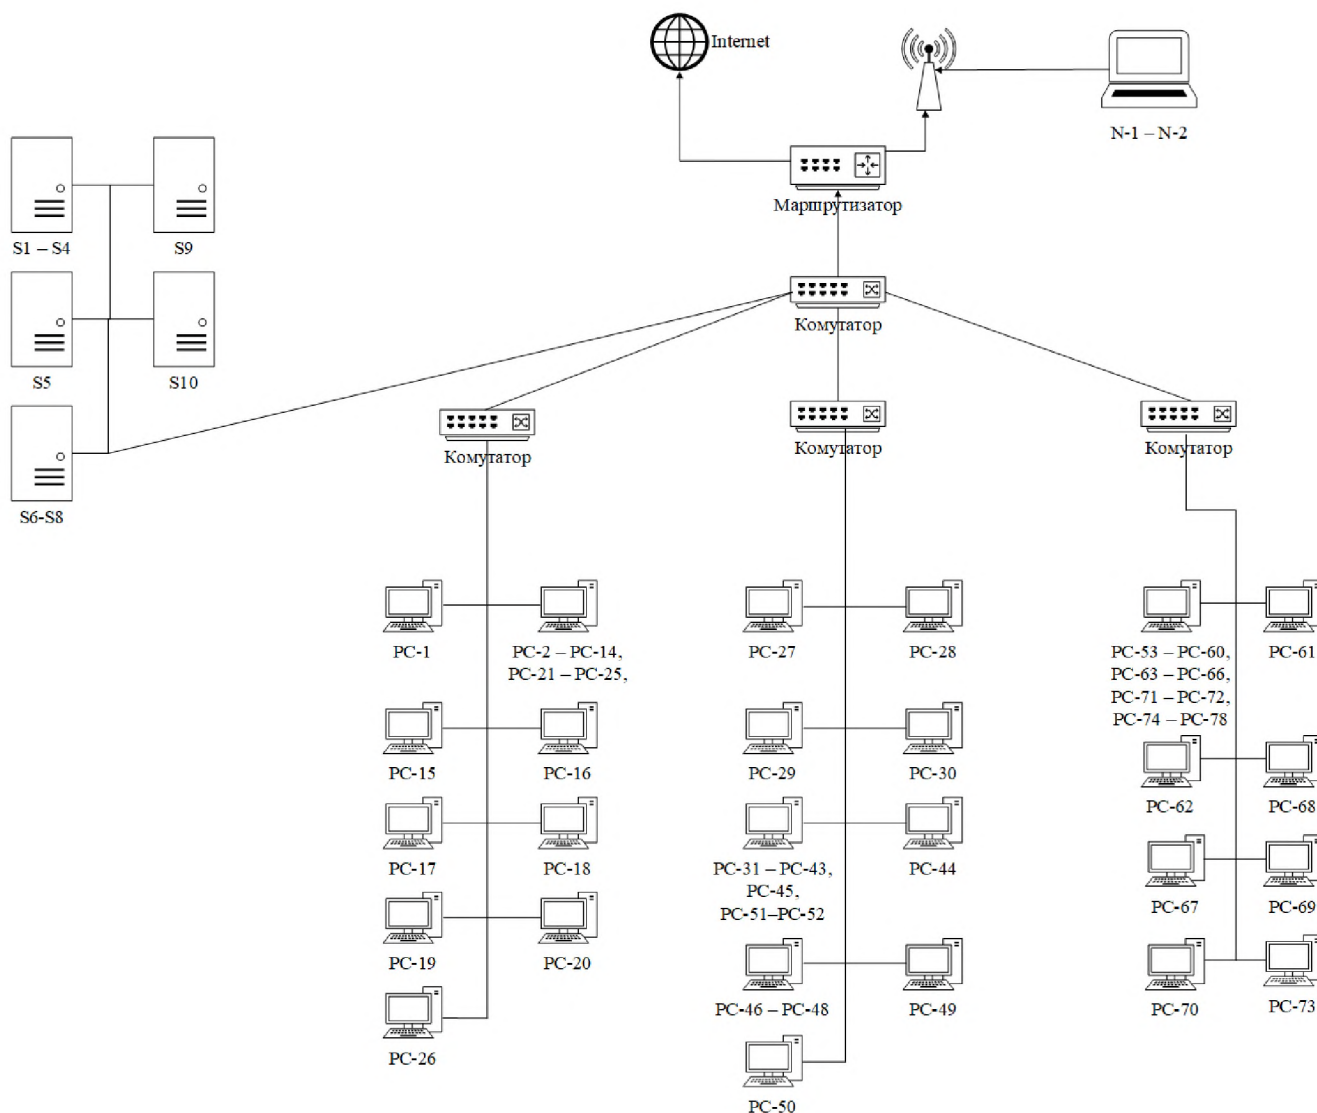 Internet
N-1 – N-2
Маршрутизатор
S1 – S4
S9
Комутатор
S5
S10
Комутатор
Комутатор
Комутатор
S6-S8
PC-1
PC-2 – PC-14,
PC-21 – PC-25,
PC-15
PC-16
PC-17
PC-18
PC-19
PC-20
PC-26
PC-27
PC-28
PC-29
PC-30
PC-31 – PC-43,
PC-45,
PC-51–PC-52
PC-44
PC-46 – PC-48
PC-49
PC-50
PC-53 – PC-60,
PC-63 – PC-66,
PC-71 – PC-72,
PC-74 – PC-78
PC-61
PC-62
PC-68
PC-67
PC-69
PC-70
PC-73